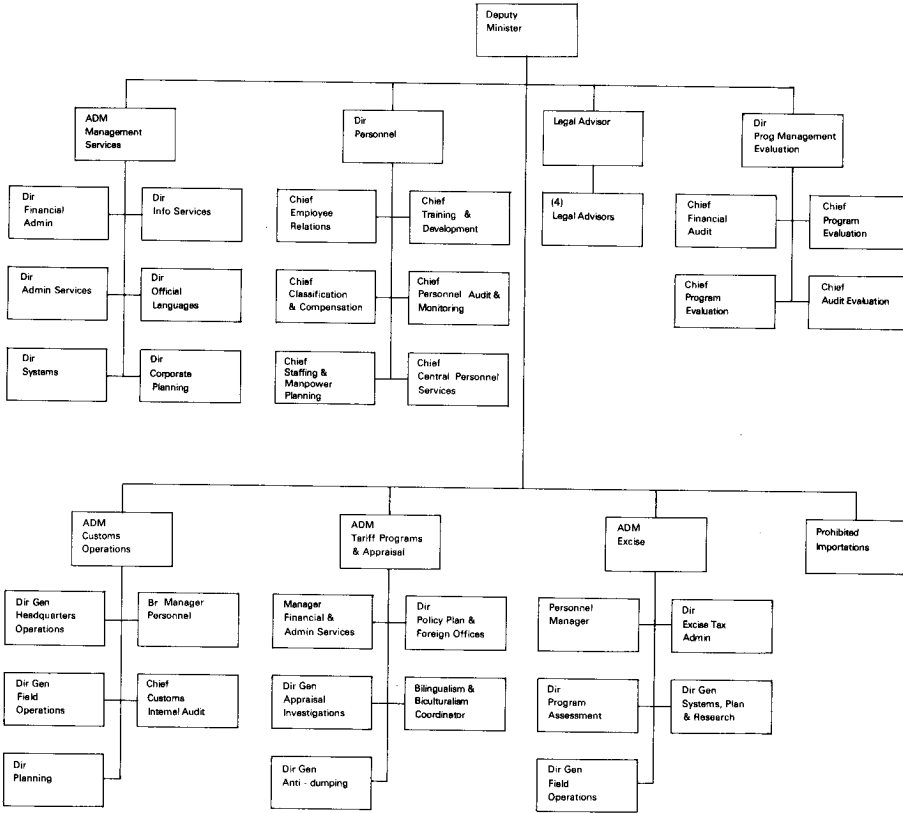 Deputy
Minister
ADM
Management
Services
Dir
Personnel
Legal Advisor
Dir
Prog Management
Evaluation
Dir
Financial
Admin
Dir
Info Services
Chief
Employee
Relations
Chief
Training &
Development
(4)
Legal Advisors
Chief
Financial
Audit
Chief
Program
Evaluation
Dir
Admin Services
Dir
Official
Languages
Chief
Classification
& Compensation
Chief
Personnel Audit &
Monitoring
Chief
Program
Evaluation
Chief
Audit Evaluation
Dir
Systems
Dir
Corporate
Planning
Chief
Staffing &
Manpower
Planning
Chief
Central Personnel
Services
ADM
Customs
Operations
ADM
Tariff Programs
& Appraisal
ADM
Excise
Prohibited
Importations
Dir Gen
Headquarters
Operations
Br Manager
Personnel
Manager
Financial &
Admin Services
Dir
Policy Plan &
Foreign Offices
Personnel
Manager
Dir
Excise Tax
Admin
Dir Gen
Field
Operations
Chief
Customs
Internal Audit
Dir Gen
Appraisal
Investigations
Bilingualism &
Biculturalism
Coordinator
Dir
Program
Assessment
Dir Gen
Systems, Plan
& Research
Dir
Planning
Dir Gen
Anti - dumping
Dir Gen
Field
Operations